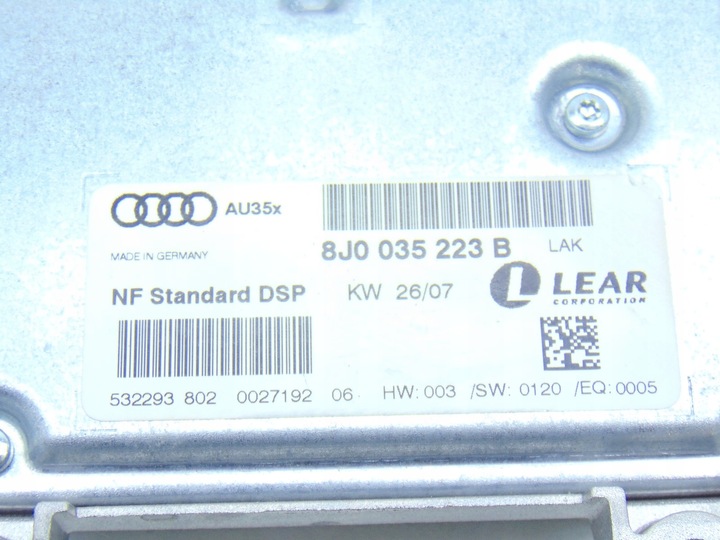 AU35x
MADE IN GERMANY
8J0 035 223 B LAK
NF Standard DSP KW 26/07
L LEAR
CORPORATION
532293 802 0027192 06 HW:003 /SW: 0120 /EQ:0005